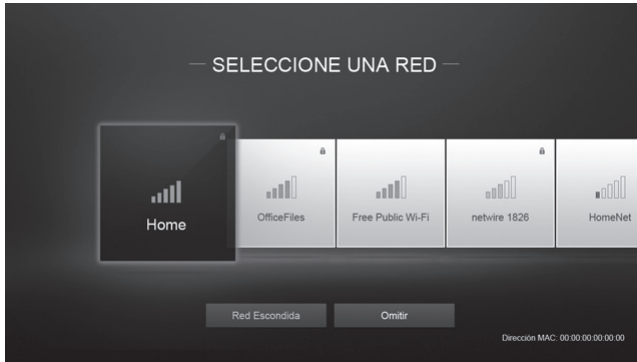 SELECCIONE UNA RED
Home
OfficeFiles
Free Public Wi-Fi
netwire 1826
HomeNet
Red Escondida
Omitir
Dirección MAC: 00:00:00:00:00:00